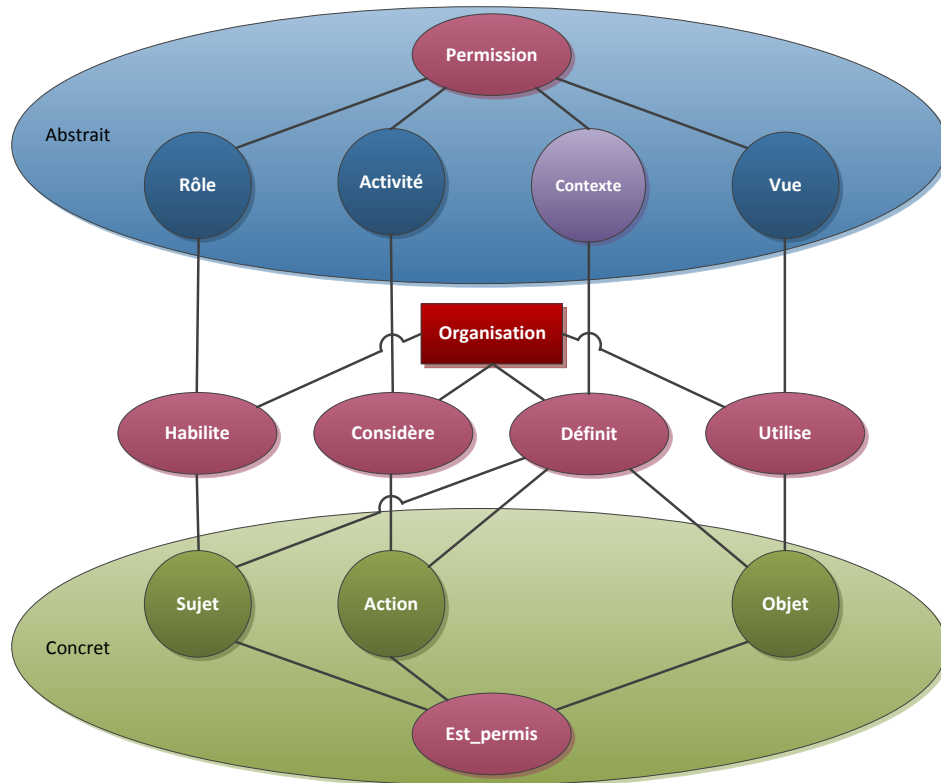 Permission
Abstrait
Rôle
Activité
Contexte
Vue
Organisation
Habilite
Considère
Définit
Utilise
Sujet
Action
Objet
Concret
Est_permis